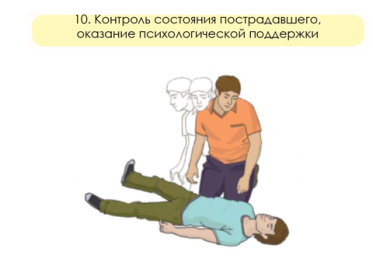 10. Контроль состояния пострадавшего,
оказание психологической поддержки